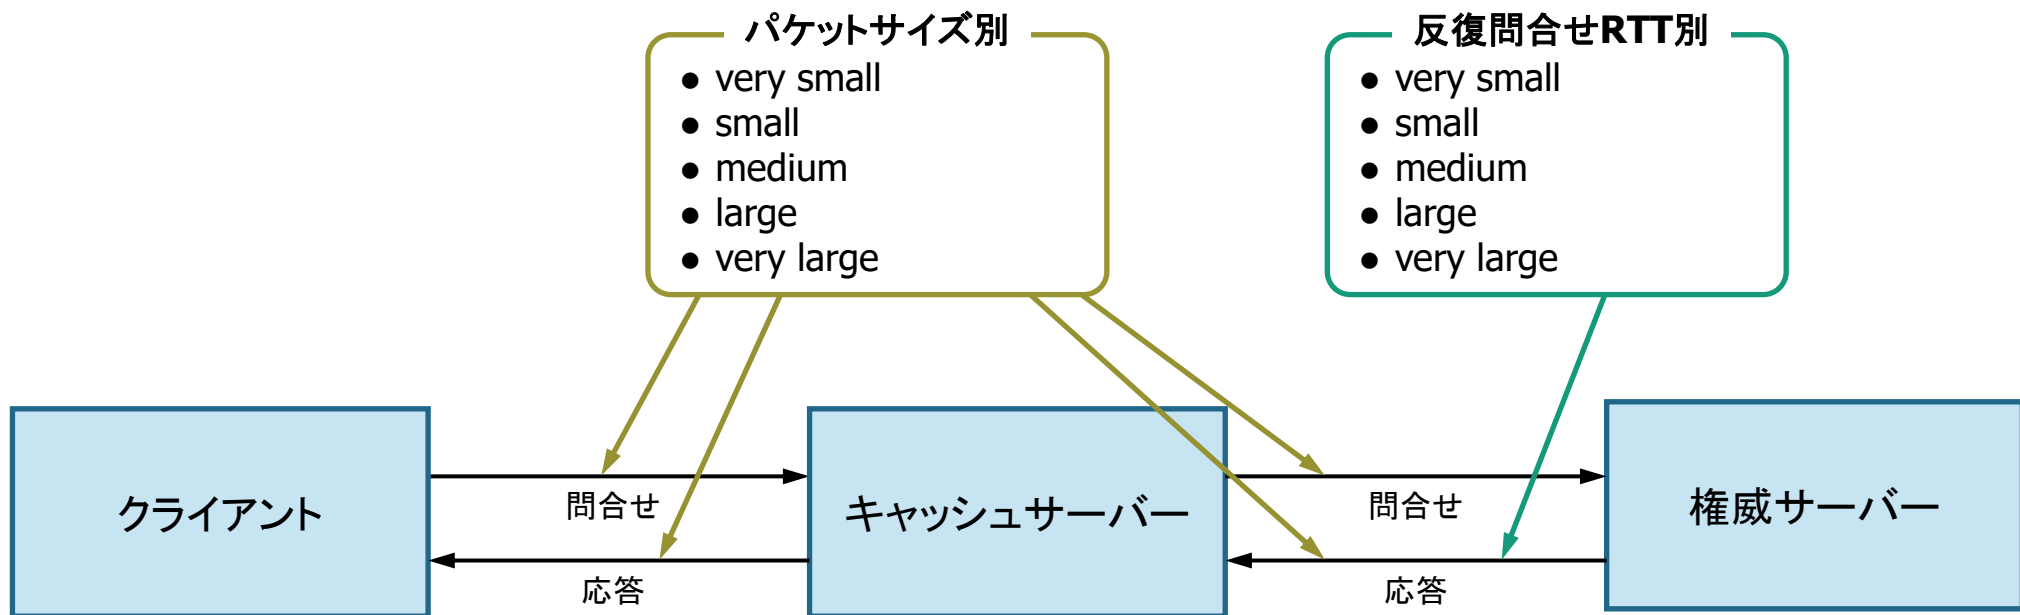 パケットサイズ別
● very small
● small
● medium
● large
● very large
反復問合せRTT別
● very small
● small
● medium
● large
● very large
クライアント
問合せ
応答
キャッシュサーバー
問合せ
応答
権威サーバー